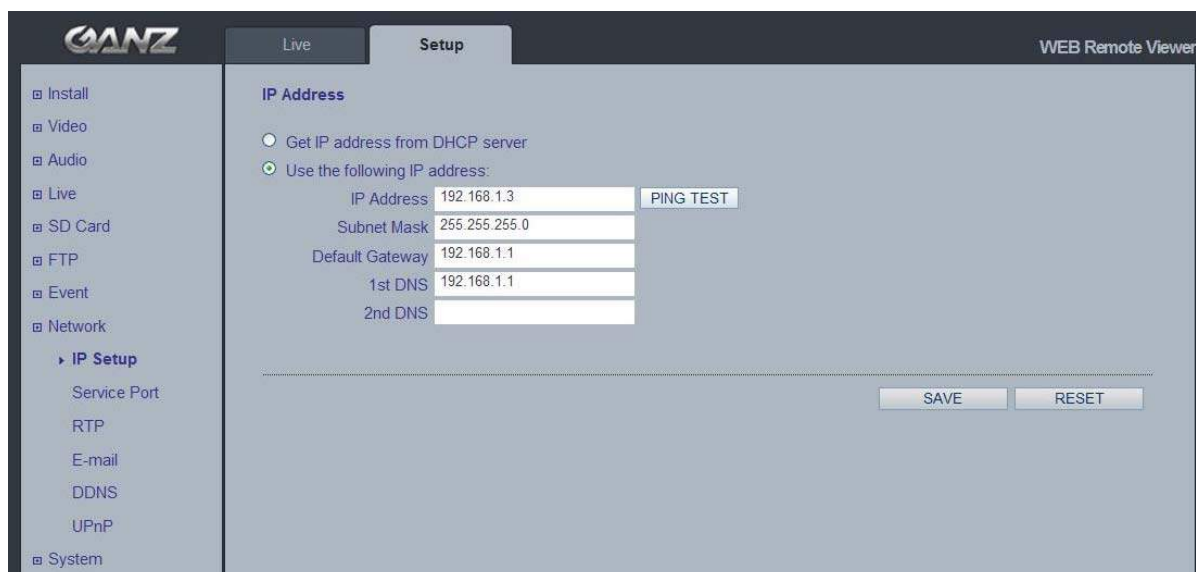 GANZ
Live
Setup
WEB Remote Viewer
Install
Video
Audio
Live
SD Card
FTP
Event
Network
IP Setup
Service Port
RTP
E-mail
DDNS
UPnP
System
IP Address
Get IP address from DHCP server
Use the following IP address:
IP Address 192.168.1.3 PING TEST
Subnet Mask 255.255.255.0
Default Gateway 192.168.1.1
1st DNS 192.168.1.1
2nd DNS
SAVE RESET